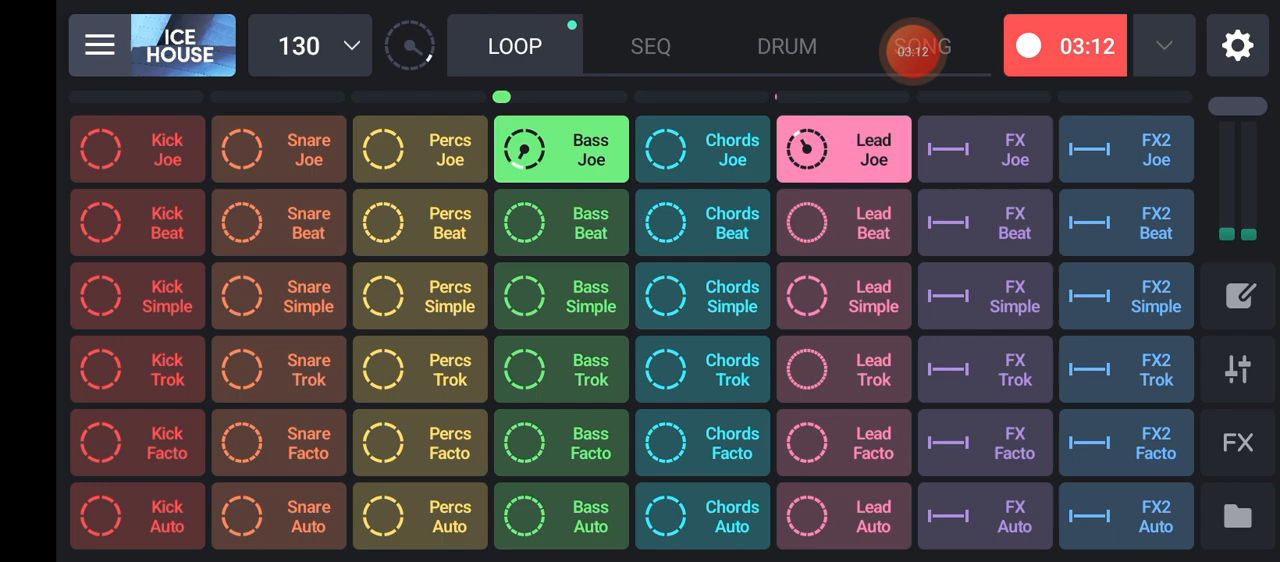 ICE
HOUSE
130
LOOP
SEQ
DRUM
SONG
03:12
03:12
Kick
Joe
Snare
Joe
Percs
Joe
Bass
Joe
Chords
Joe
Lead
Joe
FX
Joe
FX2
Joe
Kick
Beat
Snare
Beat
Percs
Beat
Bass
Beat
Chords
Beat
Lead
Beat
FX
Beat
FX2
Beat
Kick
Simple
Snare
Simple
Percs
Simple
Bass
Simple
Chords
Simple
Lead
Simple
FX
Simple
FX2
Simple
Kick
Trok
Snare
Trok
Percs
Trok
Bass
Trok
Chords
Trok
Lead
Trok
FX
Trok
FX2
Trok
Kick
Facto
Snare
Facto
Percs
Facto
Bass
Facto
Chords
Facto
Lead
Facto
FX
Facto
FX2
Facto
FX
Kick
Auto
Snare
Auto
Percs
Auto
Bass
Auto
Chords
Auto
Lead
Auto
FX
Auto
FX2
Auto